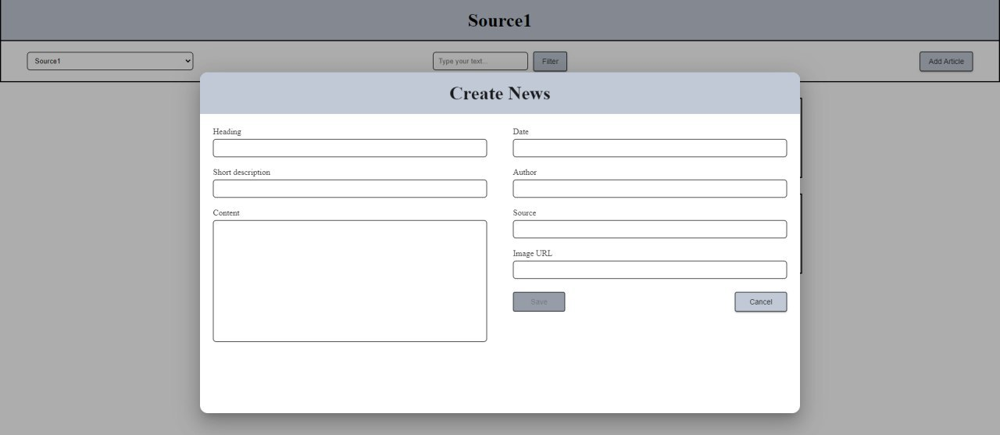 Source1
Source1
Type your text...
Filter
Add Article
Create News
Heading
Short description
Content
Date
Author
Source
Image URL
Save
Cancel